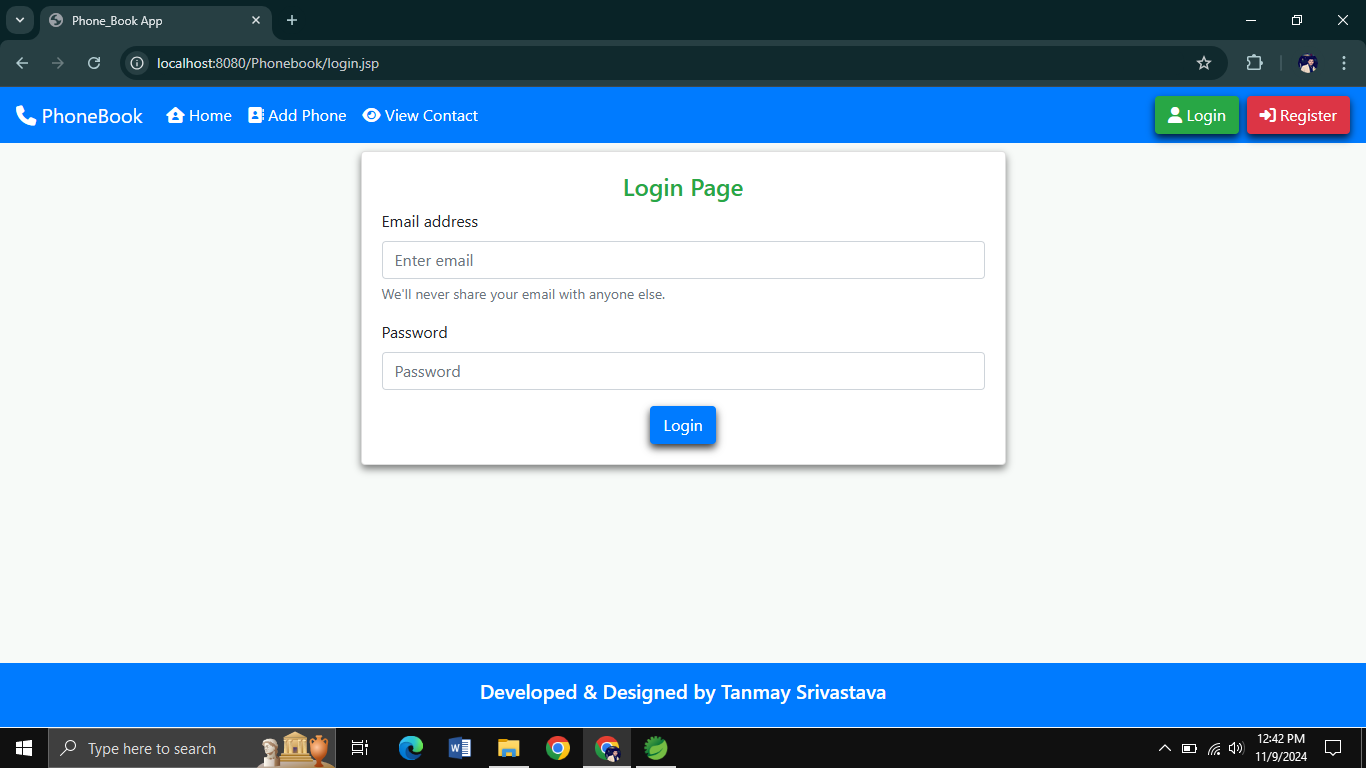 Phone_Book App
localhost:8080/Phonebook/login.jsp
PhoneBook Home Add Phone View Contact Login Register
Login Page
Email address
Enter email
We'll never share your email with anyone else.
Password
Password
Login
Developed & Designed by Tanmay Srivastava
Type here to search
12:42 PM
11/9/2024